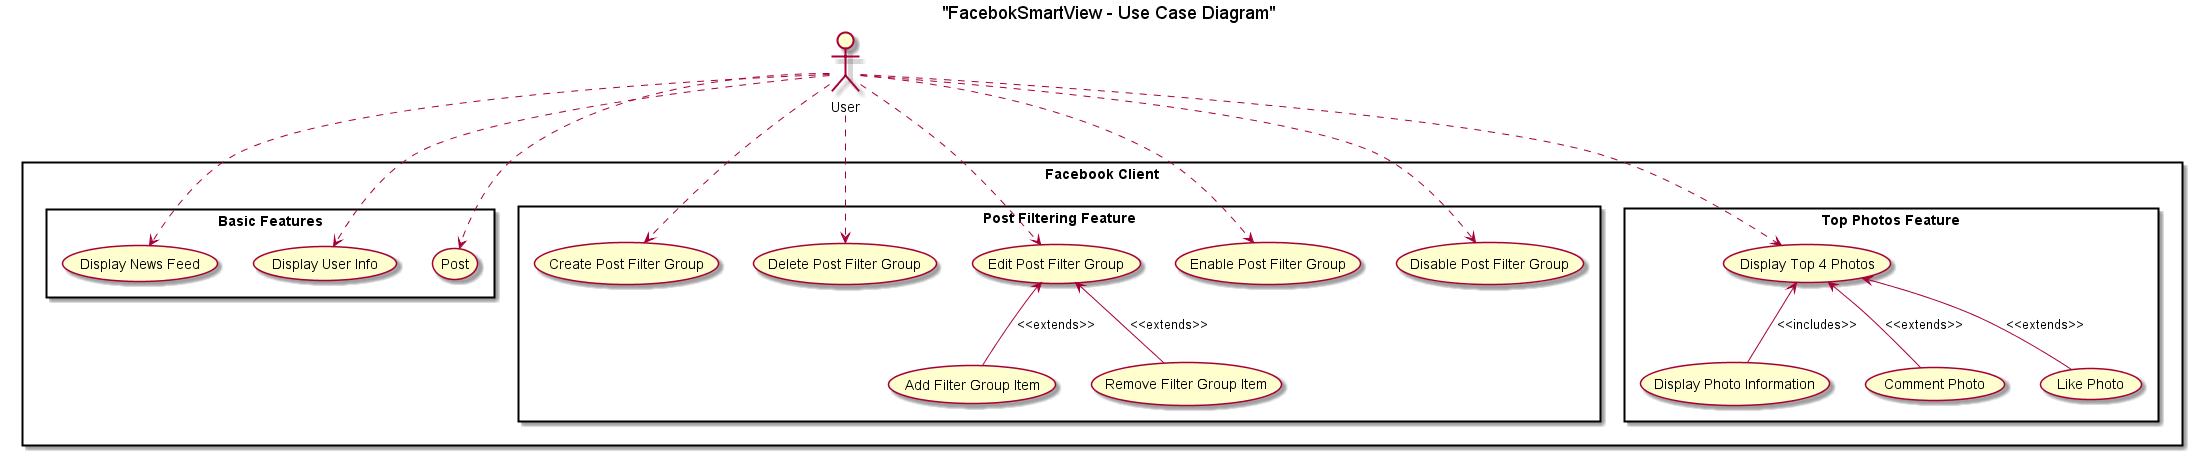 "FacebokSmartView - Use Case Diagram"
User
Facebook Client
Basic Features
Post Filtering Feature
Top Photos Feature
Display News Feed
Display User Info
Post
Create Post Filter Group
Delete Post Filter Group
Edit Post Filter Group
Enable Post Filter Group
Disable Post Filter Group
Display Top 4 Photos
<<extends>>
<<extends>>
<<includes>>
<<extends>>
<<extends>>
Add Filter Group Item
Remove Filter Group Item
Display Photo Information
Comment Photo
Like Photo